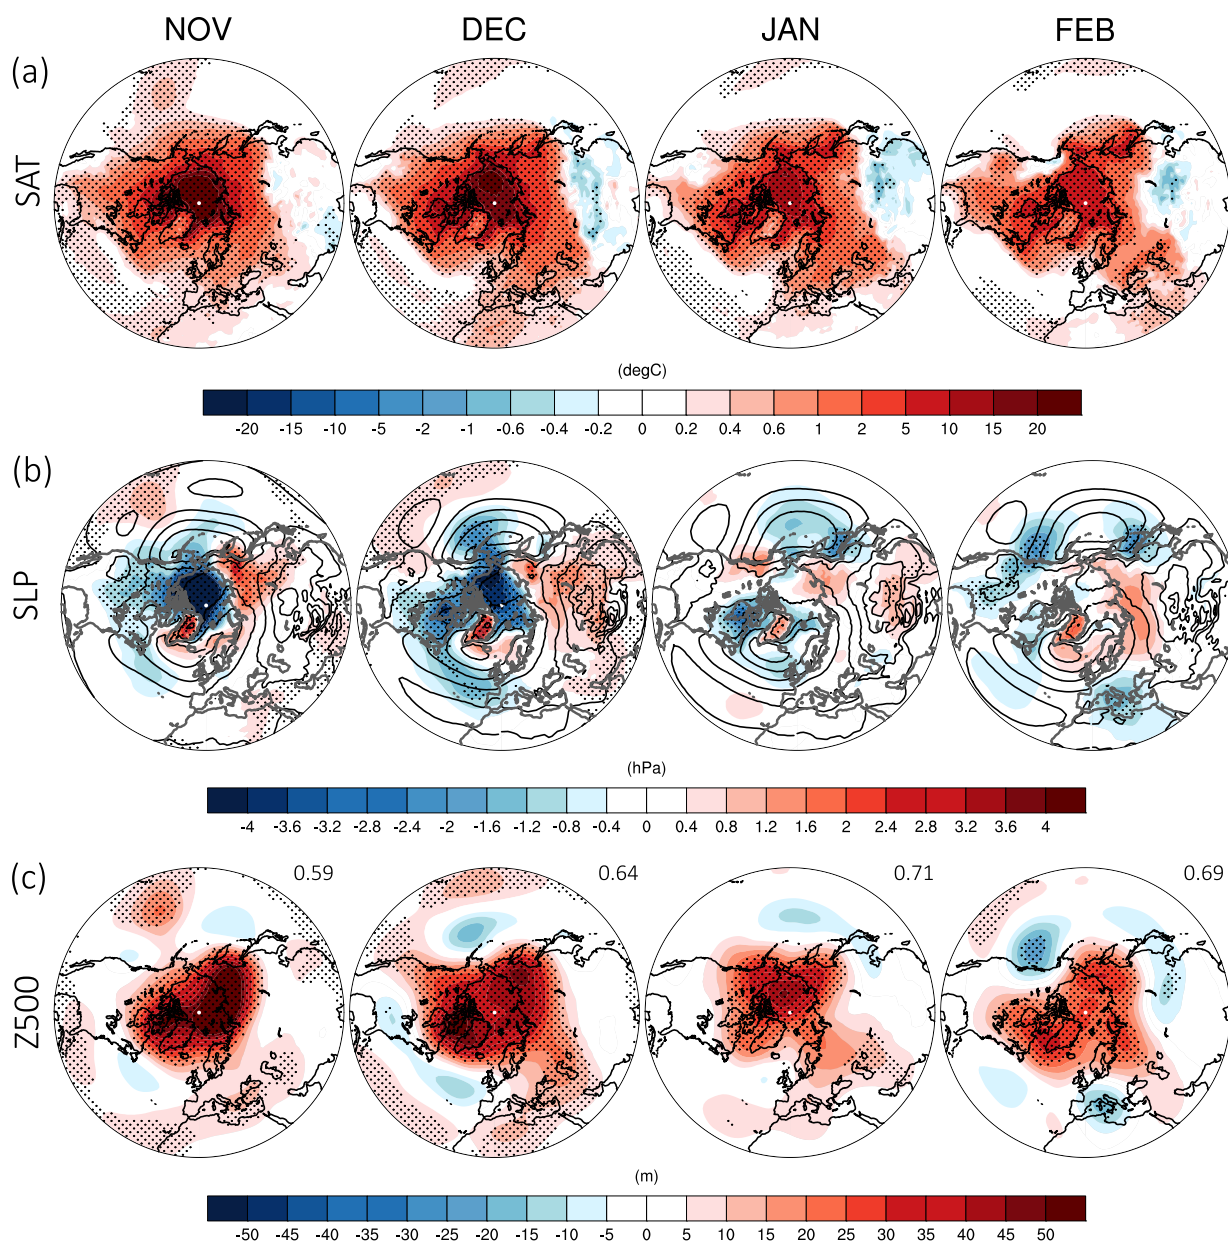 NOV DEC JAN FEB
(a)
SAT
(degC)
-20 -15 -10 -5 -2 -1 -0.6 -0.4 -0.2 0 0.2 0.4 0.6 1 2 5 10 15 20
(b)
SLP
(hPa)
-4 -3.6 -3.2 -2.8 -2.4 -2 -1.6 -1.2 -0.8 -0.4 0 0.4 0.8 1.2 1.6 2 2.4 2.8 3.2 3.6 4
(c) 0.59 0.64 0.71 0.69
Z500
(m)
-50 -45 -40 -35 -30 -25 -20 -15 -10 -5 0 5 10 15 20 25 30 35 40 45 50